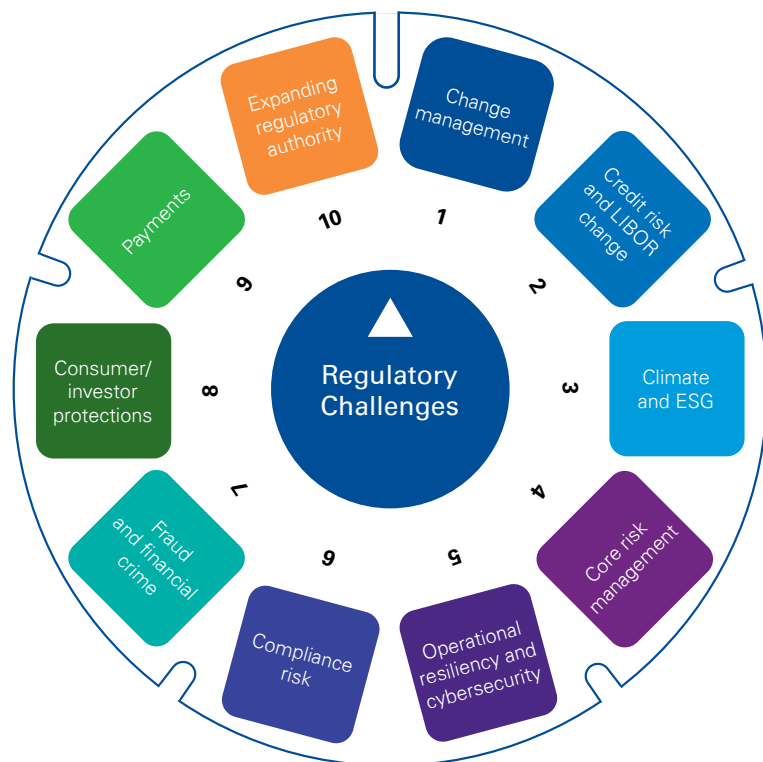 Regulatory
Challenges
1
Change
management
2
Credit risk
and LIBOR
change
3
Climate
and ESG
4
Core risk
management
5
Operational
resiliency and
cybersecurity
6
Compliance
risk
7
Fraud
and financial
crime
8
Consumer/
investor
protections
9
Payments
10
Expanding
regulatory
authority